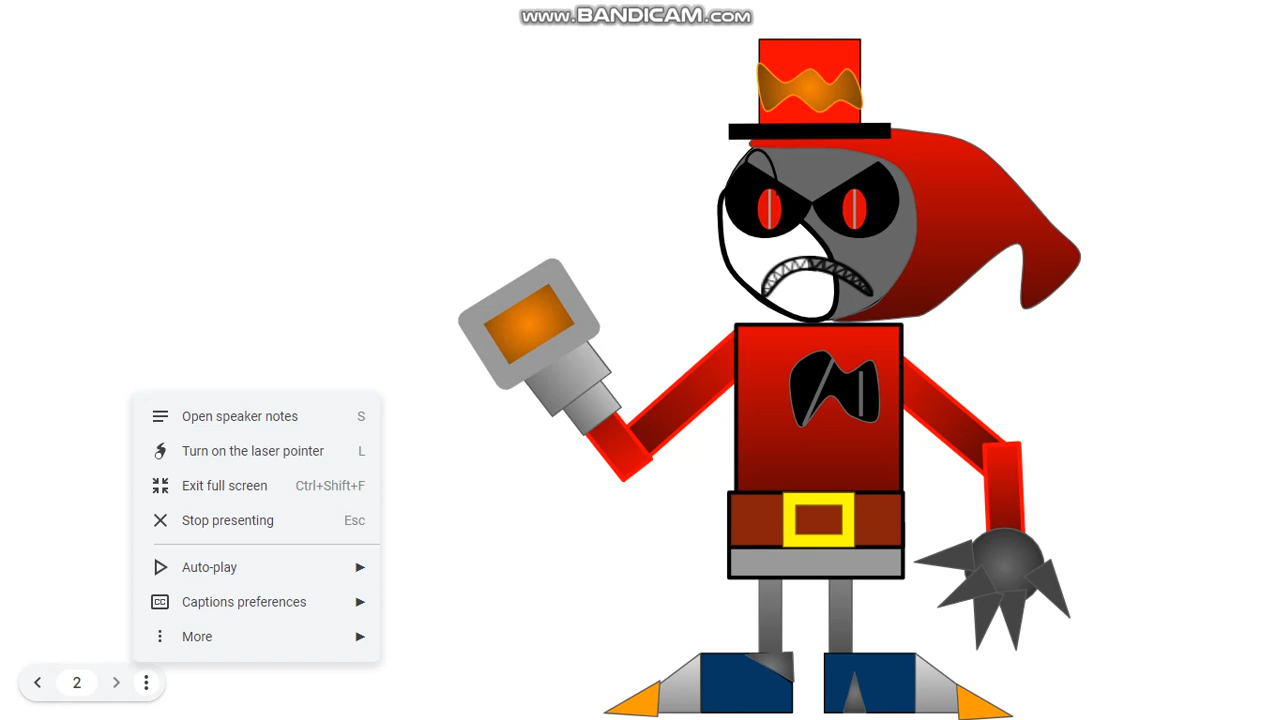 www.BANDICAM.com
Open speaker notes S
Turn on the laser pointer L
Exit full screen Ctrl+Shift+F
Stop presenting Esc
Auto-play
CC Captions preferences
More
2